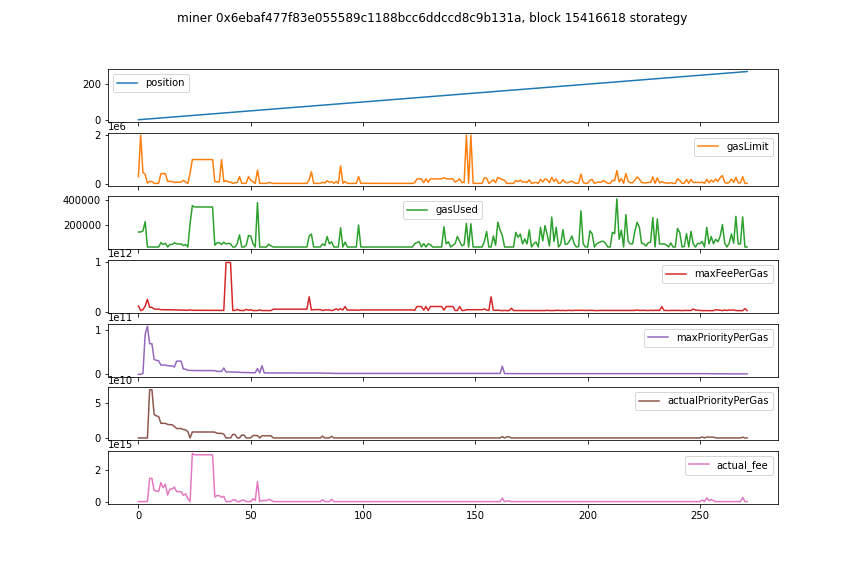 miner 0x6ebaf477f83e055589c1188bcc6ddccd8c9b131a, block 15416618 storategy
position
200
0
1e6
gasLimit
2
0
gasUsed
400000
200000
1e12
maxFeePerGas
1
0
1e11
maxPriorityPerGas
1
0
1e10
actualPriorityPerGas
5
0
1e15
actual_fee
2
0
0 50 100 150 200 250